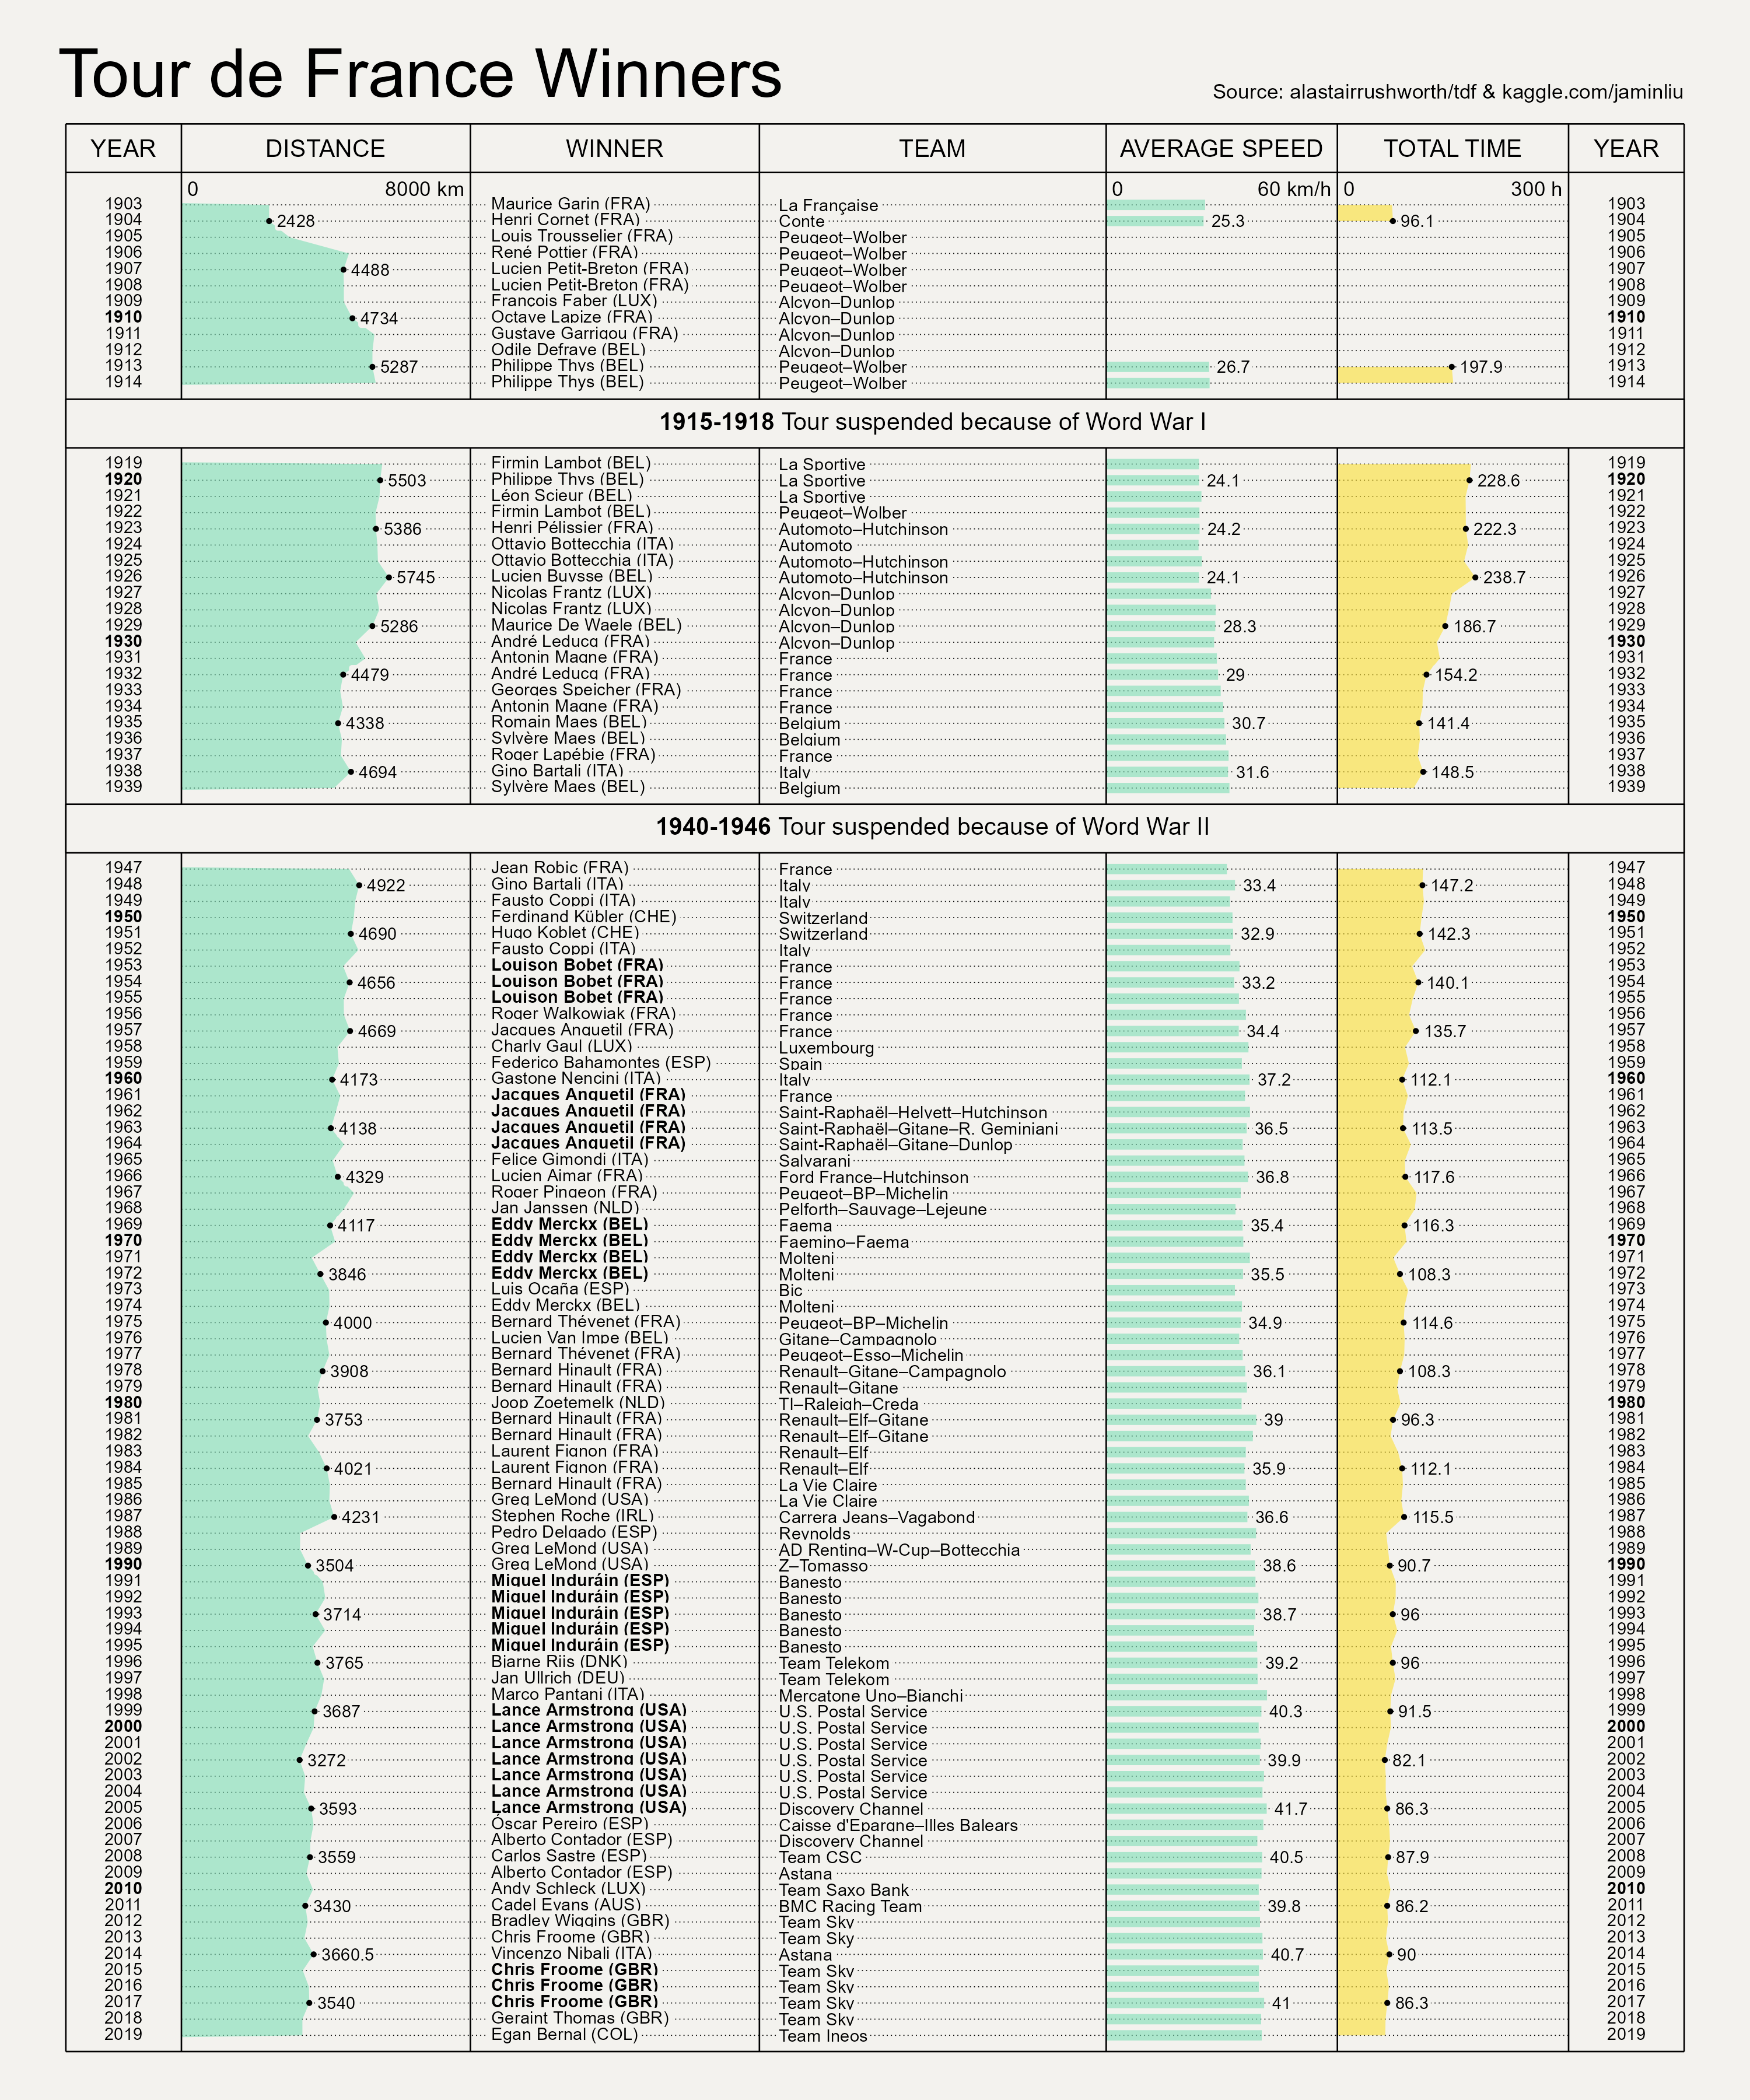 Tour de France Winners
Source: alastairrushworth/tdf & kaggle.com/jaminliu
YEAR DISTANCE WINNER TEAM AVERAGE SPEED TOTAL TIME YEAR
0 8000 km 0 60 km/h 0 300 h
1903 Maurice Garin (FRA) La Française 1903
1904 2428 Henri Cornet (FRA) Conte 25.3 96.1 1904
1905 Louis Trousselier (FRA) Peugeot–Wolber 1905
1906 René Pottier (FRA) Peugeot–Wolber 1906
1907 4488 Lucien Petit-Breton (FRA) Peugeot–Wolber 1907
1908 Lucien Petit-Breton (FRA) Peugeot–Wolber 1908
1909 François Faber (LUX) Alcyon–Dunlop 1909
1910 4734 Octave Lapize (FRA) Alcyon–Dunlop 1910
1911 Gustave Garrigou (FRA) Alcyon–Dunlop 1911
1912 Odile Defraye (BEL) Alcyon–Dunlop 1912
1913 5287 Philippe Thys (BEL) Peugeot–Wolber 26.7 197.9 1913
1914 Philippe Thys (BEL) Peugeot–Wolber 1914
1915-1918 Tour suspended because of Word War I
1919 Firmin Lambot (BEL) La Sportive 1919
1920 5503 Philippe Thys (BEL) La Sportive 24.1 228.6 1920
1921 Léon Scieur (BEL) La Sportive 1921
1922 Firmin Lambot (BEL) Peugeot–Wolber 1922
1923 5386 Henri Pélissier (FRA) Automoto–Hutchinson 24.2 222.3 1923
1924 Ottavio Bottecchia (ITA) Automoto 1924
1925 Ottavio Bottecchia (ITA) Automoto–Hutchinson 1925
1926 5745 Lucien Buysse (BEL) Automoto–Hutchinson 24.1 238.7 1926
1927 Nicolas Frantz (LUX) Alcyon–Dunlop 1927
1928 Nicolas Frantz (LUX) Alcyon–Dunlop 1928
1929 5286 Maurice De Waele (BEL) Alcyon–Dunlop 28.3 186.7 1929
1930 André Leducq (FRA) Alcyon–Dunlop 1930
1931 Antonin Magne (FRA) France 1931
1932 4479 André Leducq (FRA) France 29 154.2 1932
1933 Georges Speicher (FRA) France 1933
1934 Antonin Magne (FRA) France 1934
1935 4338 Romain Maes (BEL) Belgium 30.7 141.4 1935
1936 Sylvère Maes (BEL) Belgium 1936
1937 Roger Lapébie (FRA) France 1937
1938 4694 Gino Bartali (ITA) Italy 31.6 148.5 1938
1939 Sylvère Maes (BEL) Belgium 1939
1940-1946 Tour suspended because of Word War II
1947 Jean Robic (FRA) France 1947
1948 4922 Gino Bartali (ITA) Italy 33.4 147.2 1948
1949 Fausto Coppi (ITA) Italy 1949
1950 Ferdinand Kübler (CHE) Switzerland 1950
1951 4690 Hugo Koblet (CHE) Switzerland 32.9 142.3 1951
1952 Fausto Coppi (ITA) Italy 1952
1953 Louison Bobet (FRA) France 1953
1954 4656 Louison Bobet (FRA) France 33.2 140.1 1954
1955 Louison Bobet (FRA) France 1955
1956 Roger Walkowiak (FRA) France 1956
1957 4669 Jacques Anquetil (FRA) France 34.4 135.7 1957
1958 Charly Gaul (LUX) Luxembourg 1958
1959 Federico Bahamontes (ESP) Spain 1959
1960 4173 Gastone Nencini (ITA) Italy 37.2 112.1 1960
1961 Jacques Anquetil (FRA) France 1961
1962 Jacques Anquetil (FRA) Saint-Raphaël–Helyett–Hutchinson 1962
1963 4138 Jacques Anquetil (FRA) Saint-Raphaël–Gitane–R. Geminiani 36.5 113.5 1963
1964 Jacques Anquetil (FRA) Saint-Raphaël–Gitane–Dunlop 1964
1965 Felice Gimondi (ITA) Salvarani 1965
1966 4329 Lucien Aimar (FRA) Ford France–Hutchinson 36.8 117.6 1966
1967 Roger Pingeon (FRA) Peugeot–BP–Michelin 1967
1968 Jan Janssen (NLD) Pelforth–Sauvage–Lejeune 1968
1969 4117 Eddy Merckx (BEL) Faema 35.4 116.3 1969
1970 Eddy Merckx (BEL) Faemino–Faema 1970
1971 Eddy Merckx (BEL) Molteni 1971
1972 3846 Eddy Merckx (BEL) Molteni 35.5 108.3 1972
1973 Luis Ocaña (ESP) Bic 1973
1974 Eddy Merckx (BEL) Molteni 1974
1975 4000 Bernard Thévenet (FRA) Peugeot–BP–Michelin 34.9 114.6 1975
1976 Lucien Van Impe (BEL) Gitane–Campagnolo 1976
1977 Bernard Thévenet (FRA) Peugeot–Esso–Michelin 1977
1978 3908 Bernard Hinault (FRA) Renault–Gitane–Campagnolo 36.1 108.3 1978
1979 Bernard Hinault (FRA) Renault–Gitane 1979
1980 Joop Zoetemelk (NLD) TI–Raleigh–Creda 1980
1981 3753 Bernard Hinault (FRA) Renault–Elf–Gitane 39 96.3 1981
1982 Bernard Hinault (FRA) Renault–Elf–Gitane 1982
1983 Laurent Fignon (FRA) Renault–Elf 1983
1984 4021 Laurent Fignon (FRA) Renault–Elf 35.9 112.1 1984
1985 Bernard Hinault (FRA) La Vie Claire 1985
1986 Greg LeMond (USA) La Vie Claire 1986
1987 4231 Stephen Roche (IRL) Carrera Jeans–Vagabond 36.6 115.5 1987
1988 Pedro Delgado (ESP) Reynolds 1988
1989 Greg LeMond (USA) AD Renting–W-Cup–Bottecchia 1989
1990 3504 Greg LeMond (USA) Z–Tomasso 38.6 90.7 1990
1991 Miguel Induráin (ESP) Banesto 1991
1992 Miguel Induráin (ESP) Banesto 1992
1993 3714 Miguel Induráin (ESP) Banesto 38.7 96 1993
1994 Miguel Induráin (ESP) Banesto 1994
1995 Miguel Induráin (ESP) Banesto 1995
1996 3765 Bjarne Riis (DNK) Team Telekom 39.2 96 1996
1997 Jan Ullrich (DEU) Team Telekom 1997
1998 Marco Pantani (ITA) Mercatone Uno–Bianchi 1998
1999 3687 Lance Armstrong (USA) U.S. Postal Service 40.3 91.5 1999
2000 Lance Armstrong (USA) U.S. Postal Service 2000
2001 Lance Armstrong (USA) U.S. Postal Service 2001
2002 3272 Lance Armstrong (USA) U.S. Postal Service 39.9 82.1 2002
2003 Lance Armstrong (USA) U.S. Postal Service 2003
2004 Lance Armstrong (USA) U.S. Postal Service 2004
2005 3593 Lance Armstrong (USA) Discovery Channel 41.7 86.3 2005
2006 Óscar Pereiro (ESP) Caisse d'Epargne–Illes Balears 2006
2007 Alberto Contador (ESP) Discovery Channel 2007
2008 3559 Carlos Sastre (ESP) Team CSC 40.5 87.9 2008
2009 Alberto Contador (ESP) Astana 2009
2010 Andy Schleck (LUX) Team Saxo Bank 2010
2011 3430 Cadel Evans (AUS) BMC Racing Team 39.8 86.2 2011
2012 Bradley Wiggins (GBR) Team Sky 2012
2013 Chris Froome (GBR) Team Sky 2013
2014 3660.5 Vincenzo Nibali (ITA) Astana 40.7 90 2014
2015 Chris Froome (GBR) Team Sky 2015
2016 Chris Froome (GBR) Team Sky 2016
2017 3540 Chris Froome (GBR) Team Sky 41 86.3 2017
2018 Geraint Thomas (GBR) Team Sky 2018
2019 Egan Bernal (COL) Team Ineos 2019